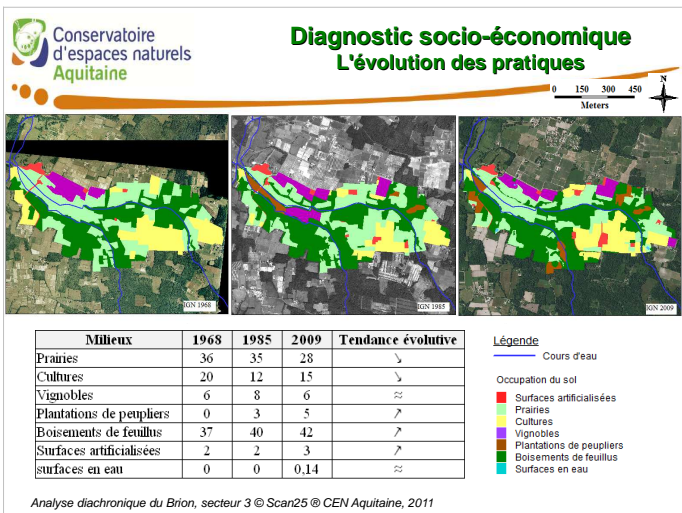 Conservatoire
d'espaces naturels
Aquitaine
Diagnostic socio-économique
L'évolution des pratiques
0 150 300 450
Meters
N
IGN 1968
IGN 1985
IGN 2009
Milieux 1968 1985 2009 Tendance évolutive
Prairies 36 35 28 ↘
Cultures 20 12 15 ↘
Vignobles 6 8 6 ≈
Plantations de peupliers 0 3 5 ↗
Boisements de feuillus 37 40 42 ↗
Surfaces artificialisées 2 2 3 ↗
surfaces en eau 0 0 0,14 ≈
Légende
Cours d'eau
Occupation du sol
Surfaces artificialisées
Prairies
Cultures
Vignobles
Plantations de peupliers
Boisements de feuillus
Surfaces en eau
Analyse diachronique du Brion, secteur 3 © Scan25 ® CEN Aquitaine, 2011